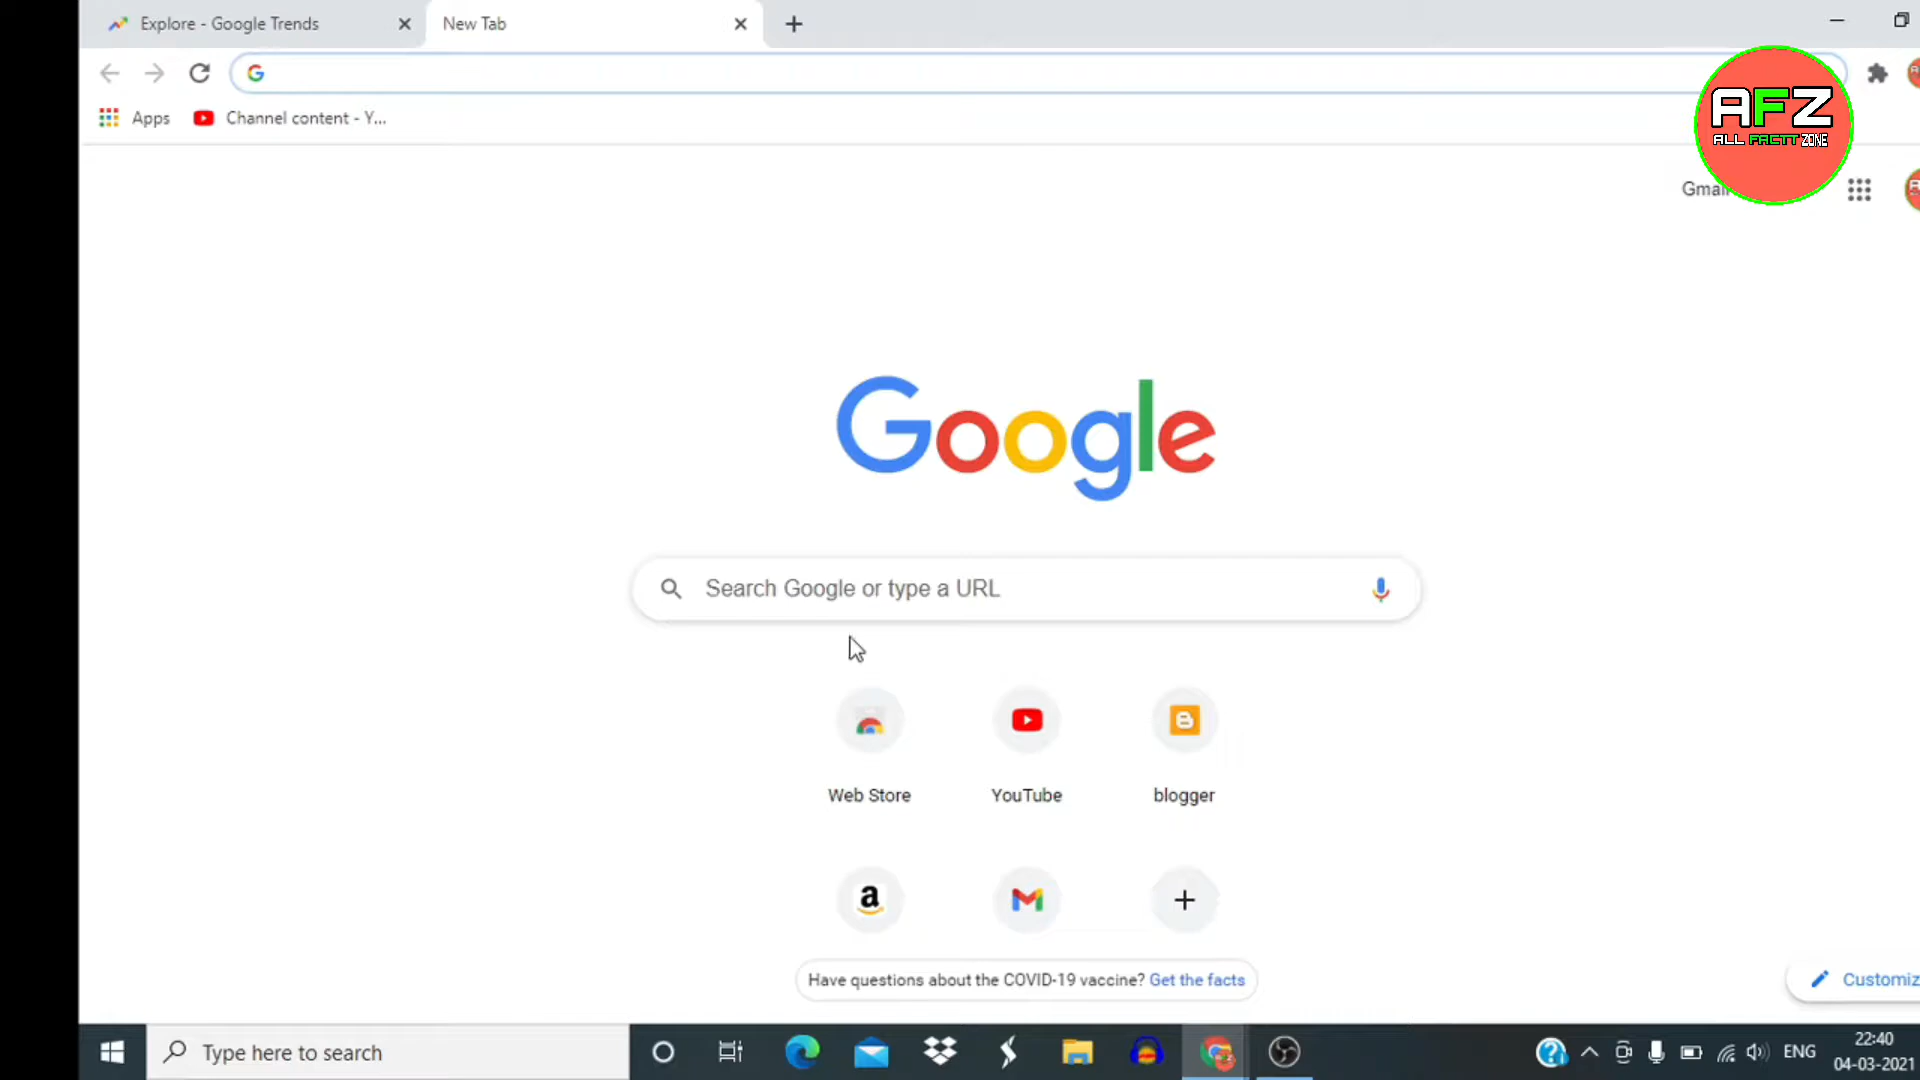 Explore - Google Trends
New Tab
Apps
Channel content - Y...
AFZ
ALL FACTT ZONE
Google
Search Google or type a URL
Web Store
YouTube
blogger
Have questions about the COVID-19 vaccine? Get the facts
Customiz
Type here to search
ENG
22:40
04-03-2021